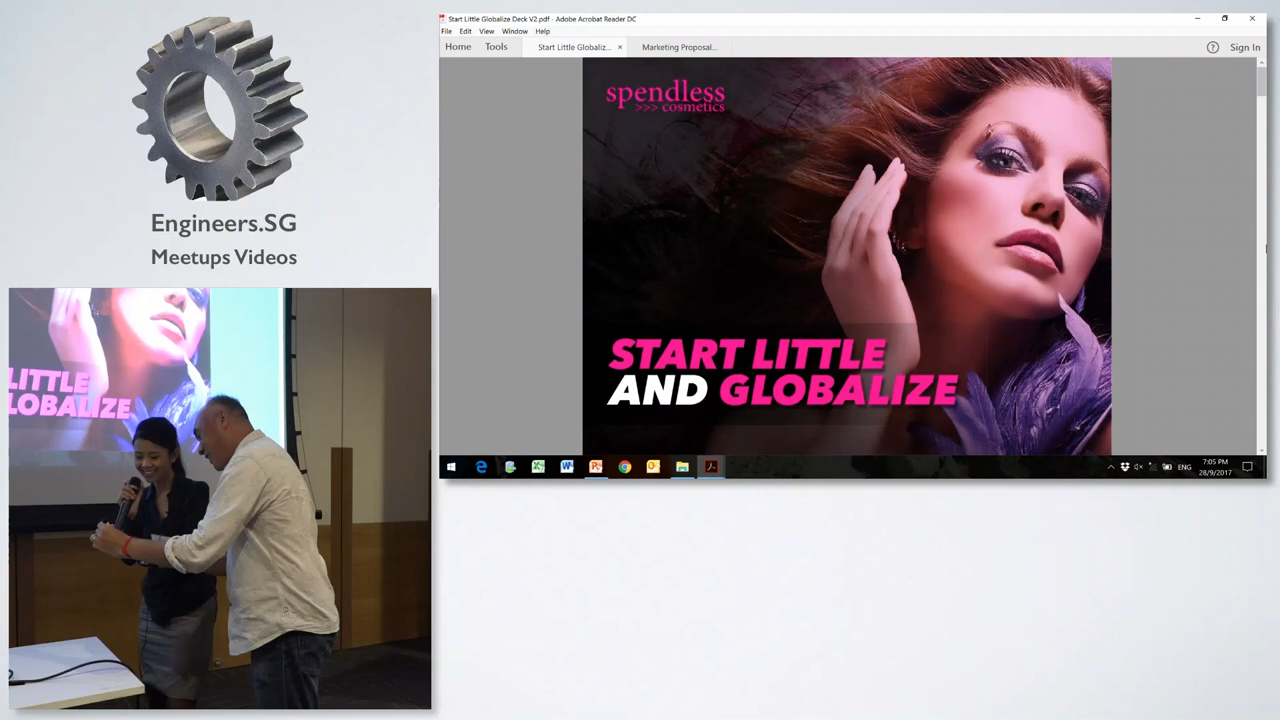 Engineers.SG
Meetups Videos
LITTLE
LOBALIZE
Start Little Globalize Deck V2.pdf - Adobe Acrobat Reader DC
File Edit View Window Help
Home Tools Start Little Globaliz... × Marketing Proposal... ? Sign In
spendless
>>> cosmetics
START LITTLE
AND GLOBALIZE
ENG 7:05 PM
28/9/2017